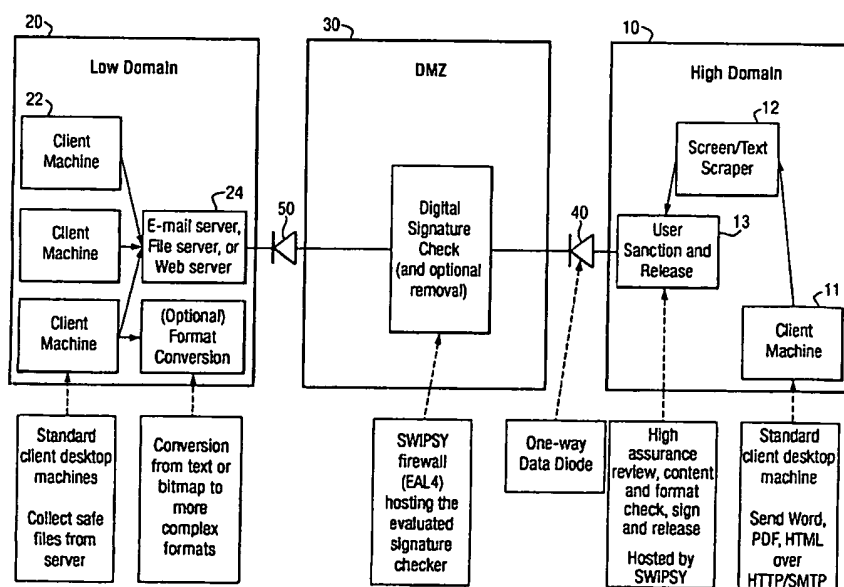 20
Low Domain
22
Client
Machine
Client
Machine
Client
Machine
24
E-mail server,
File server, or
Web server
(Optional)
Format
Conversion
50
30
DMZ
Digital
Signature
Check
(and optional
removal)
40
10
High Domain
12
Screen/Text
Scraper
User
Sanction and
Release
13
11
Client
Machine
Standard
client desktop
machines
Collect safe
files from
server
Conversion
from text or
bitmap to
more
complex
formats
SWIPSY
firewall
(EAL4)
hosting the
evaluated
signature
checker
One-way
Data Diode
High
assurance
review, content
and format
check, sign
and release
Hosted by
SWIPSY
Standard
client desktop
machine
Send Word,
PDF, HTML
over
HTTP/SMTP